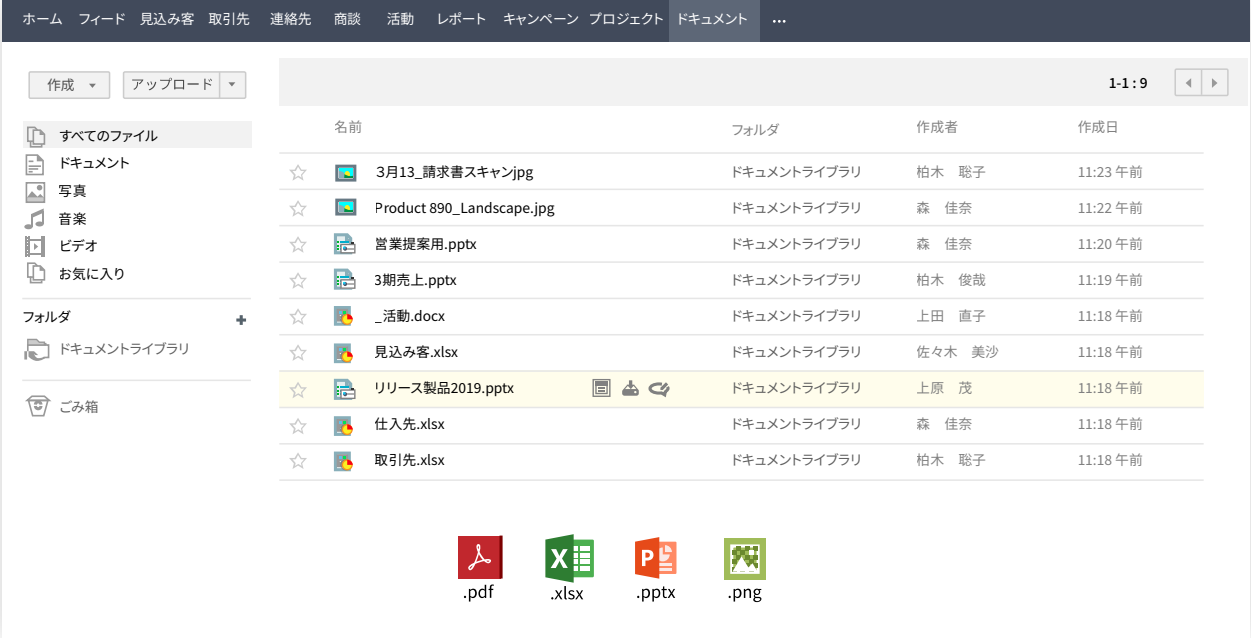 ホーム フィード 見込み客 取引先 連絡先 商談 活動 レポート キャンペーン プロジェクト ドキュメント ...
作成 アップロード
1-1 : 9
すべてのファイル
ドキュメント
写真
音楽
ビデオ
お気に入り
フォルダ +
ドキュメントライブラリ
ごみ箱
名前 フォルダ 作成者 作成日
3月13_請求書スキャンjpg ドキュメントライブラリ 柏木　聡子 11:23 午前
Product 890_Landscape.jpg ドキュメントライブラリ 森　佳奈 11:22 午前
営業提案用.pptx ドキュメントライブラリ 森　佳奈 11:20 午前
3期売上.pptx ドキュメントライブラリ 柏木　俊哉 11:19 午前
_活動.docx ドキュメントライブラリ 上田　直子 11:18 午前
見込み客.xlsx ドキュメントライブラリ 佐々木　美沙 11:18 午前
リリース製品2019.pptx ドキュメントライブラリ 上原　茂 11:18 午前
仕入先.xlsx ドキュメントライブラリ 森　佳奈 11:18 午前
取引先.xlsx ドキュメントライブラリ 柏木　聡子 11:18 午前
X P
.pdf .xlsx .pptx .png